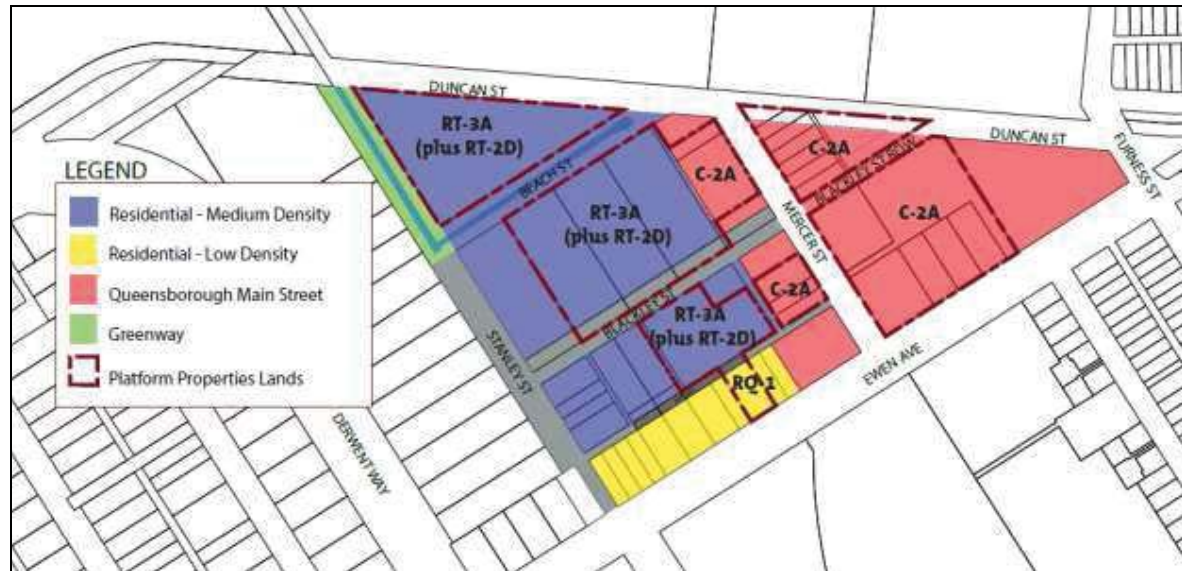 DUNCAN ST
RT-3A
(plus RT-2D)
BEACH ST
C-2A
C-2A
BLACKLEY ST ROW
DUNCAN ST
FURNESS ST
LEGEND
Residential - Medium Density
Residential - Low Density
Queensborough Main Street
Greenway
Platform Properties Lands
RT-3A
(plus RT-2D)
MERCER ST
C-2A
C-2A
BLACKLEY ST
RT-3A
(plus RT-2D)
STANLEY ST
RQ-1
EWEN AVE
DERWENT WAY